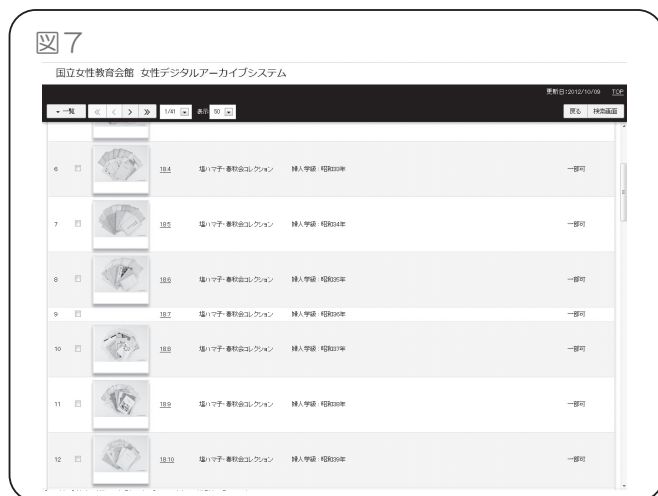 図7
国立女性教育会館 女性デジタルアーカイブシステム
更新日:2012/10/09 TOP
一覧 1/41 表示 50 戻る 検索画面
6 18.4 塩ハマ子・春秋会コレクション 婦人学級:昭和33年 一部可
7 18.5 塩ハマ子・春秋会コレクション 婦人学級:昭和34年 一部可
8 18.6 塩ハマ子・春秋会コレクション 婦人学級:昭和35年 一部可
9 18.7 塩ハマ子・春秋会コレクション 婦人学級:昭和36年 一部可
10 18.8 塩ハマ子・春秋会コレクション 婦人学級:昭和37年 一部可
11 18.9 塩ハマ子・春秋会コレクション 婦人学級:昭和38年 一部可
12 18.10 塩ハマ子・春秋会コレクション 婦人学級:昭和39年 一部可